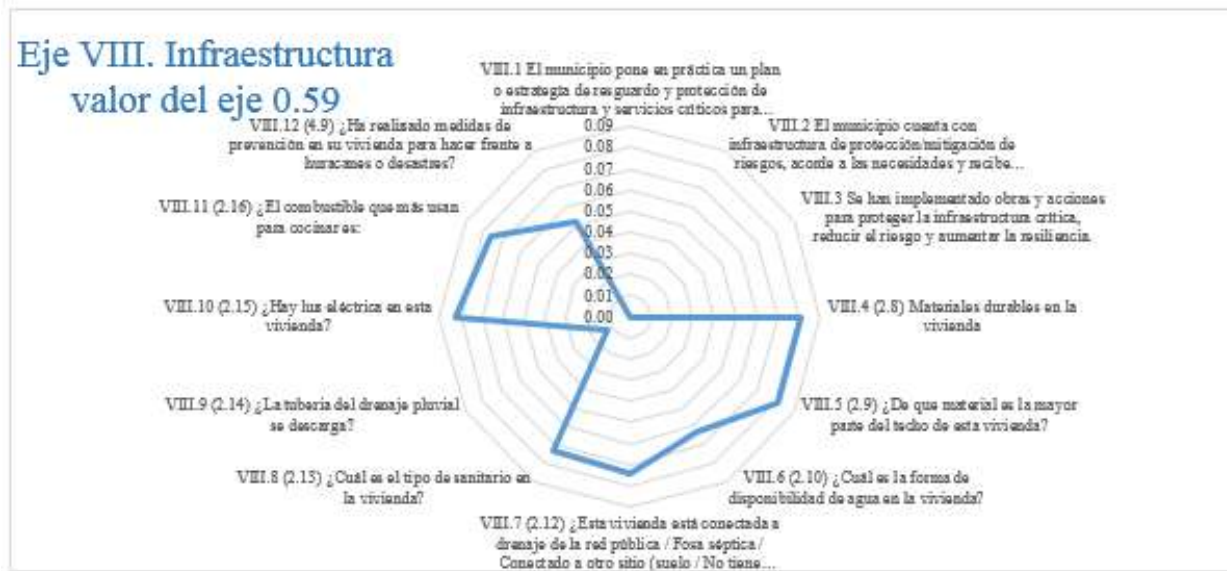 Eje VIII. Infraestructura
valor del eje 0.59
VIII.1 El municipio pone en práctica un plan
o estrategia de resguardo y protección de
infraestructura y servicios críticos para...
VIII.2 El municipio cuenta con
infraestructura de protección/mitigación de
riesgos, acorde a las necesidades y recibe...
VIII.3 Se han implementado obras y acciones
para proteger la infraestructura crítica,
reducir el riesgo y aumentar la resiliencia.
VIII.4 (2.8) Materiales durables en la
vivienda
VIII.5 (2.9) ¿De que material es la mayor
parte del techo de esta vivienda?
VIII.6 (2.10) ¿Cuál es la forma de
disponibilidad de agua en la vivienda?
VIII.7 (2.12) ¿Esta vivienda está conectada a
drenaje de la red pública / Fosa séptica /
Conectado a otro sitio (suelo / No tiene...
VIII.8 (2.13) ¿Cuál es el tipo de sanitario en
la vivienda?
VIII.9 (2.14) ¿La tubería del drenaje pluvial
se descarga?
VIII.10 (2.15) ¿Hay luz eléctrica en esta
vivienda?
VIII.11 (2.16) ¿El combustible que más usan
para cocinar es:
VIII.12 (4.9) ¿Ha realizado medidas de
prevención en su vivienda para hacer frente a
huracanes o desastres?
0.09
0.08
0.07
0.06
0.05
0.04
0.03
0.02
0.01
0.00